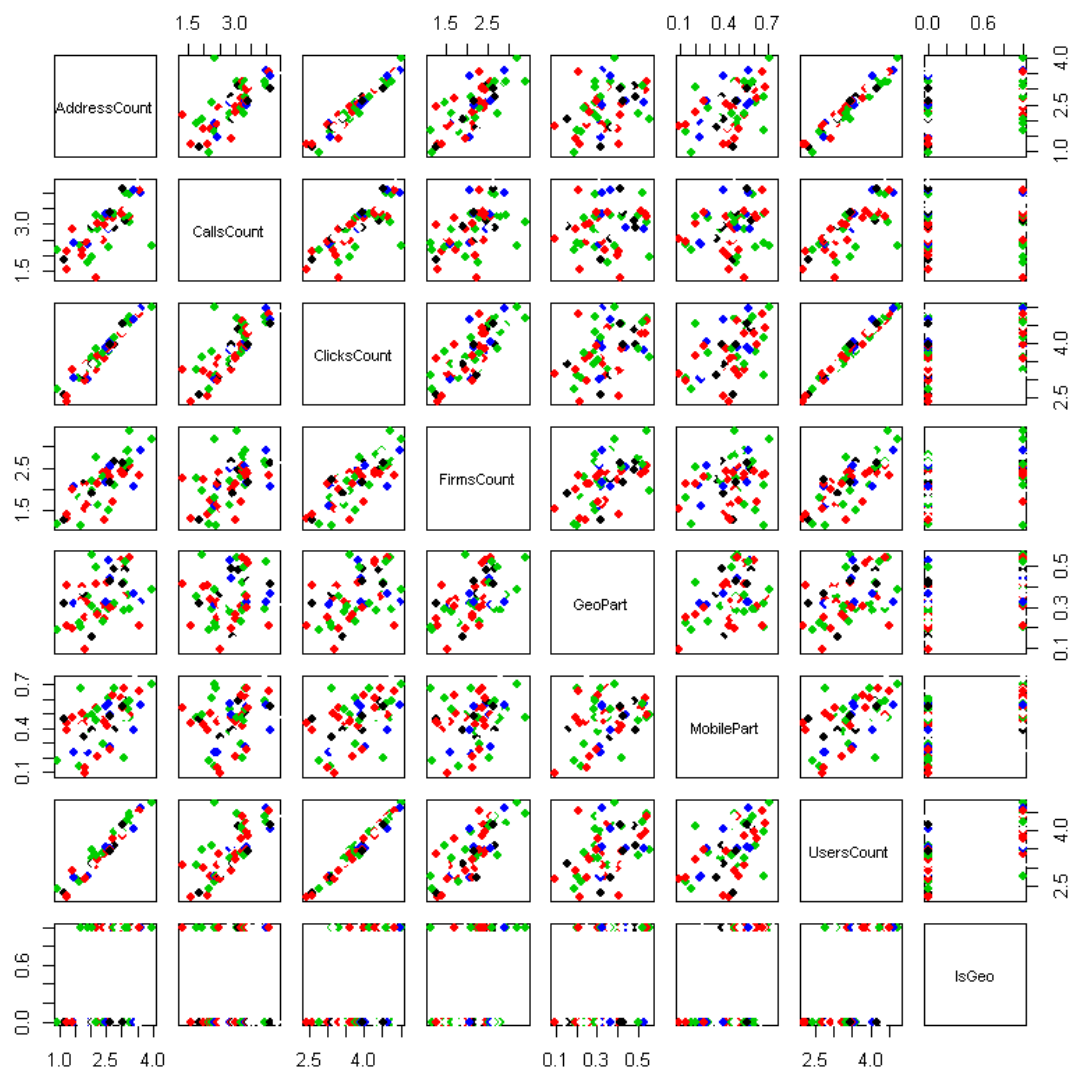 1.5 3.0 1.5 2.5 0.1 0.4 0.7 0.0 0.6
AddressCount 1.0 2.5 4.0
1.5 3.0 CallsCount
ClicksCount 2.5 4.0
1.5 2.5 FirmsCount
GeoPart 0.1 0.3 0.5
0.1 0.4 0.7 MobilePart
UsersCount 2.5 4.0
0.0 0.6 IsGeo
1.0 2.5 4.0 2.5 4.0 0.1 0.3 0.5 2.5 4.0